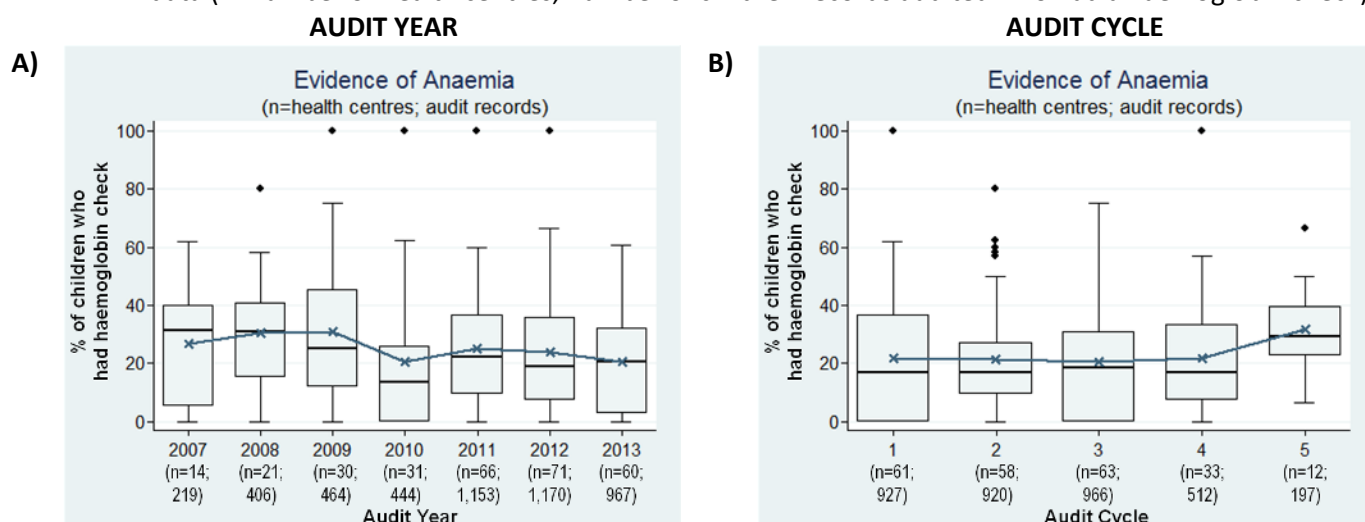 AUDIT YEAR
AUDIT CYCLE
A)
Evidence of Anaemia
(n=health centres; audit records)
% of children who
had haemoglobin check
100
80
60
40
20
0
2007 2008 2009 2010 2011 2012 2013
(n=14; (n=21; (n=30; (n=31; (n=66; (n=71; (n=60;
219) 406) 464) 444) 1,153) 1,170) 967)
Audit Year
B)
Evidence of Anaemia
(n=health centres; audit records)
% of children who
had haemoglobin check
100
80
60
40
20
0
1 2 3 4 5
(n=61; (n=58; (n=63; (n=33; (n=12;
927) 920) 966) 512) 197)
Audit Cycle